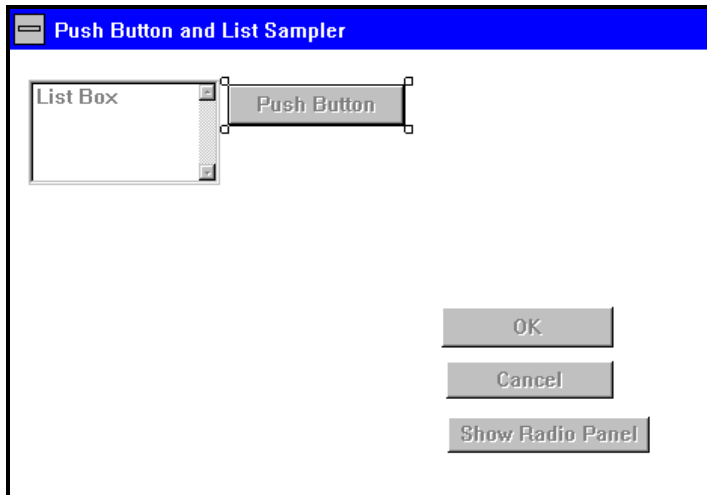 Push Button and List Sampler
List Box
Push Button
OK
Cancel
Show Radio Panel